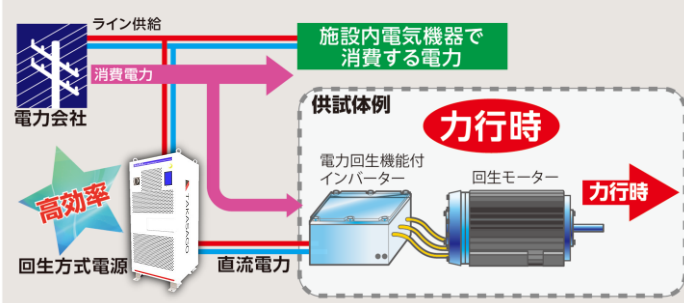 ライン供給
施設内電気機器で
消費する電力
消費電力
電力会社
供試体例
力行時
電力回生機能付
インバーター
回生モーター
力行時
高効率
TAKASAGO
回生方式電源
直流電力